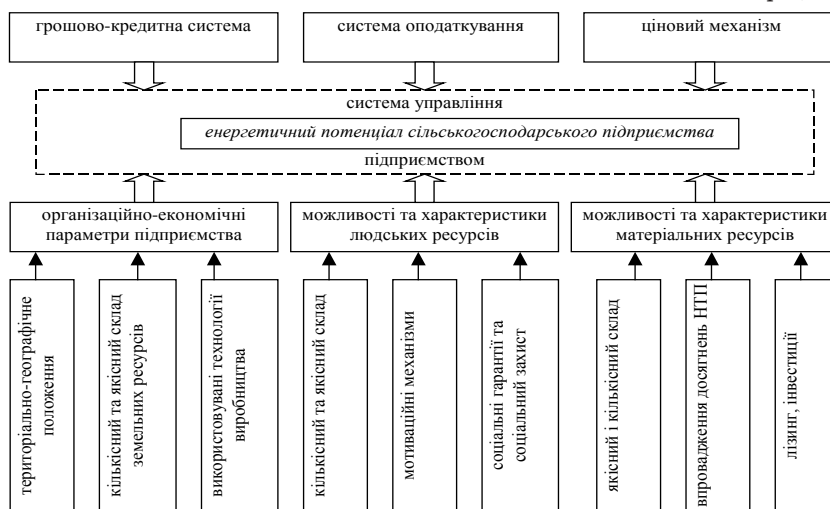 грошово-кредитна система
система оподаткування
ціновий механізм
система управління
енергетичний потенціал сільськогосподарського підприємства
підприємством
організаційно-економічні
параметри підприємства
можливості та характеристики
людських ресурсів
можливості та характеристики
матеріальних ресурсів
територіально-географічне
положення
кількісний та якісний склад
земельних ресурсів
використовувані технології
виробництва
кількісний та якісний склад
мотиваційні механізми
соціальні гарантії та
соціальний захист
якісний і кількісний склад
впровадження досягнень НТП
лізинг, інвестиції